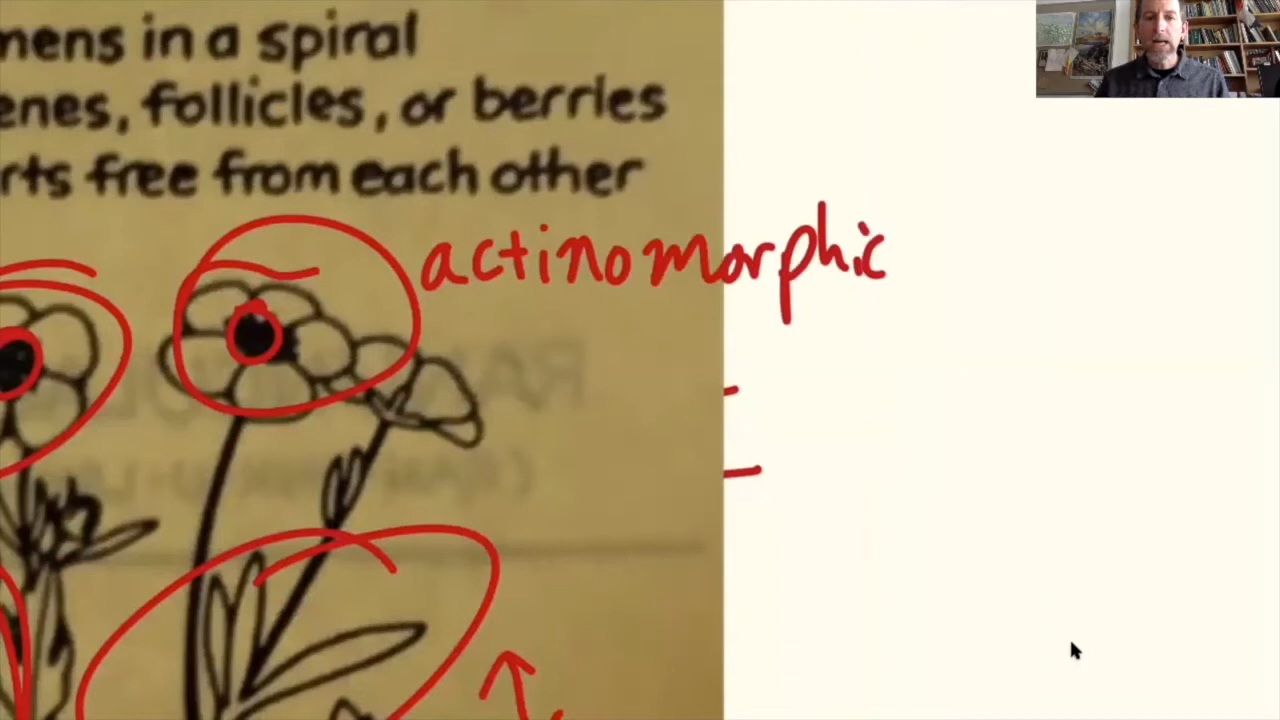 mens in a spiral
enes, follicles, or berries
rts free from each other
actinomorphic